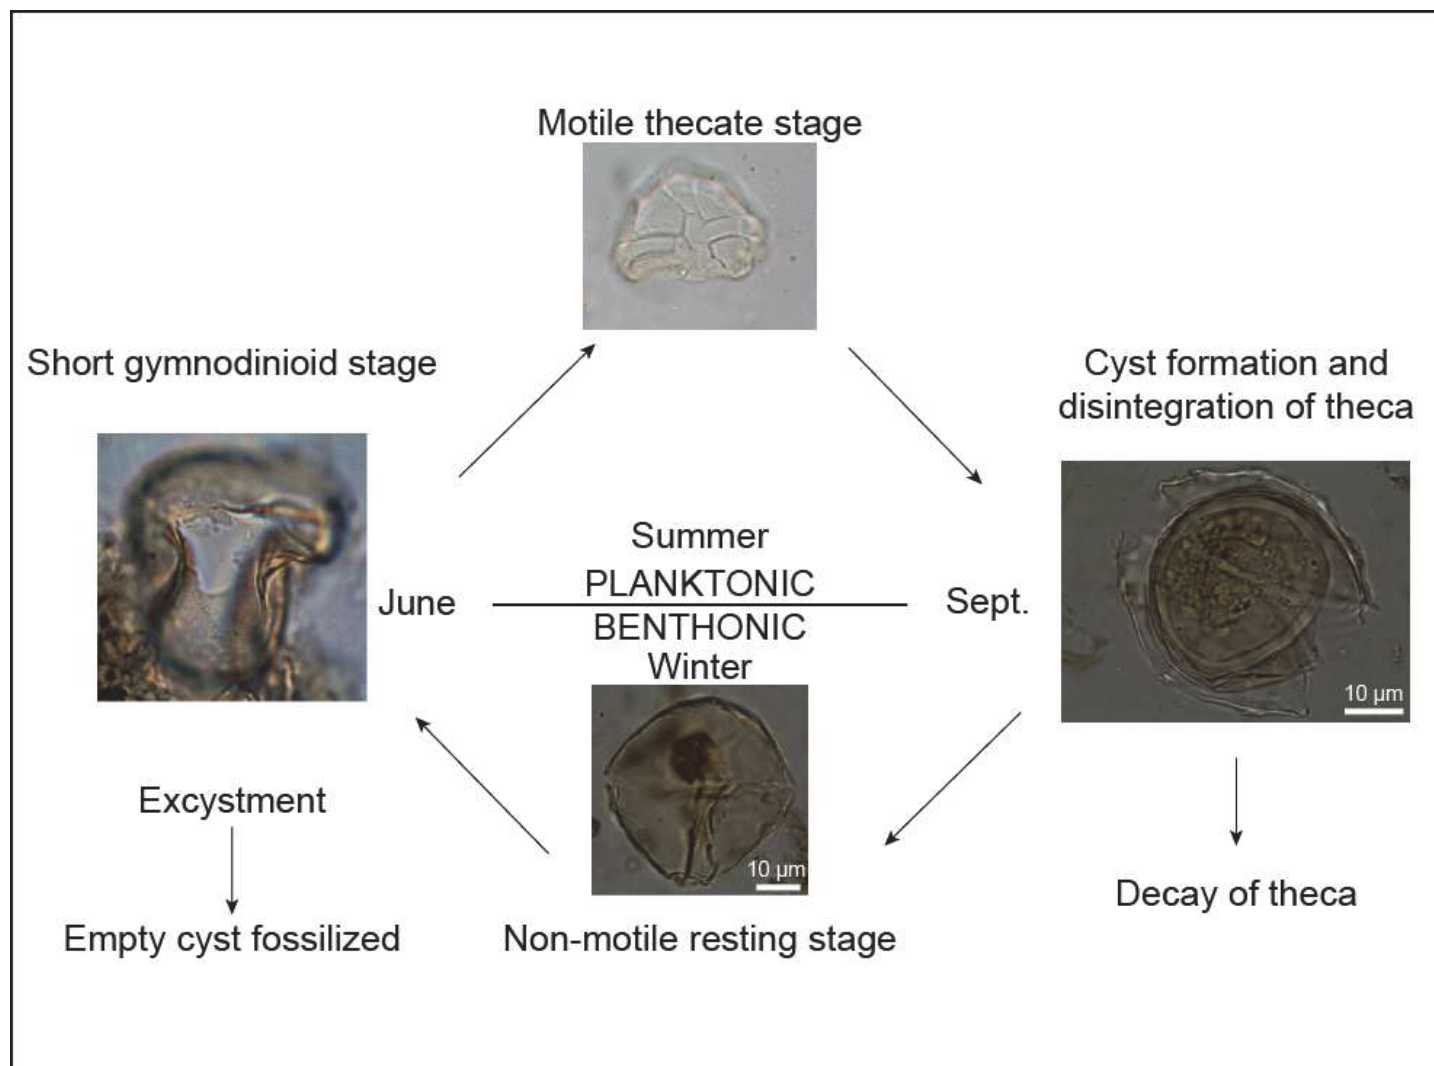 Motile thecate stage
Short gymnodinioid stage
Cyst formation and
disintegration of theca
Summer
PLANKTONIC
June
Sept.
BENTHONIC
Winter
10 µm
10 µm
Excystment
Decay of theca
Empty cyst fossilized
Non-motile resting stage